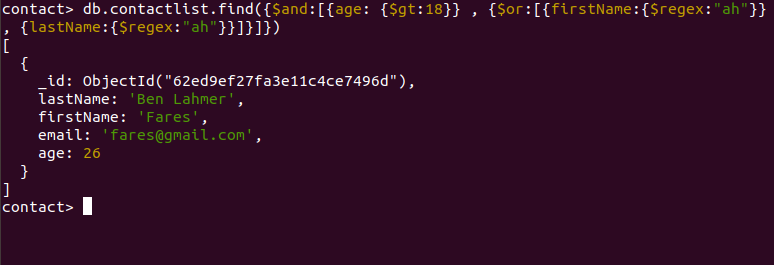 contact> db.contactlist.find({$and:[{age: {$gt:18}} , {$or:[{firstName:{$regex:"ah"}}
, {lastName:{$regex:"ah"}}]}]})
[
  {
    _id: ObjectId("62ed9ef27fa3e11c4ce7496d"),
    lastName: 'Ben Lahmer',
    firstName: 'Fares',
    email: 'fares@gmail.com',
    age: 26
  }
]
contact>